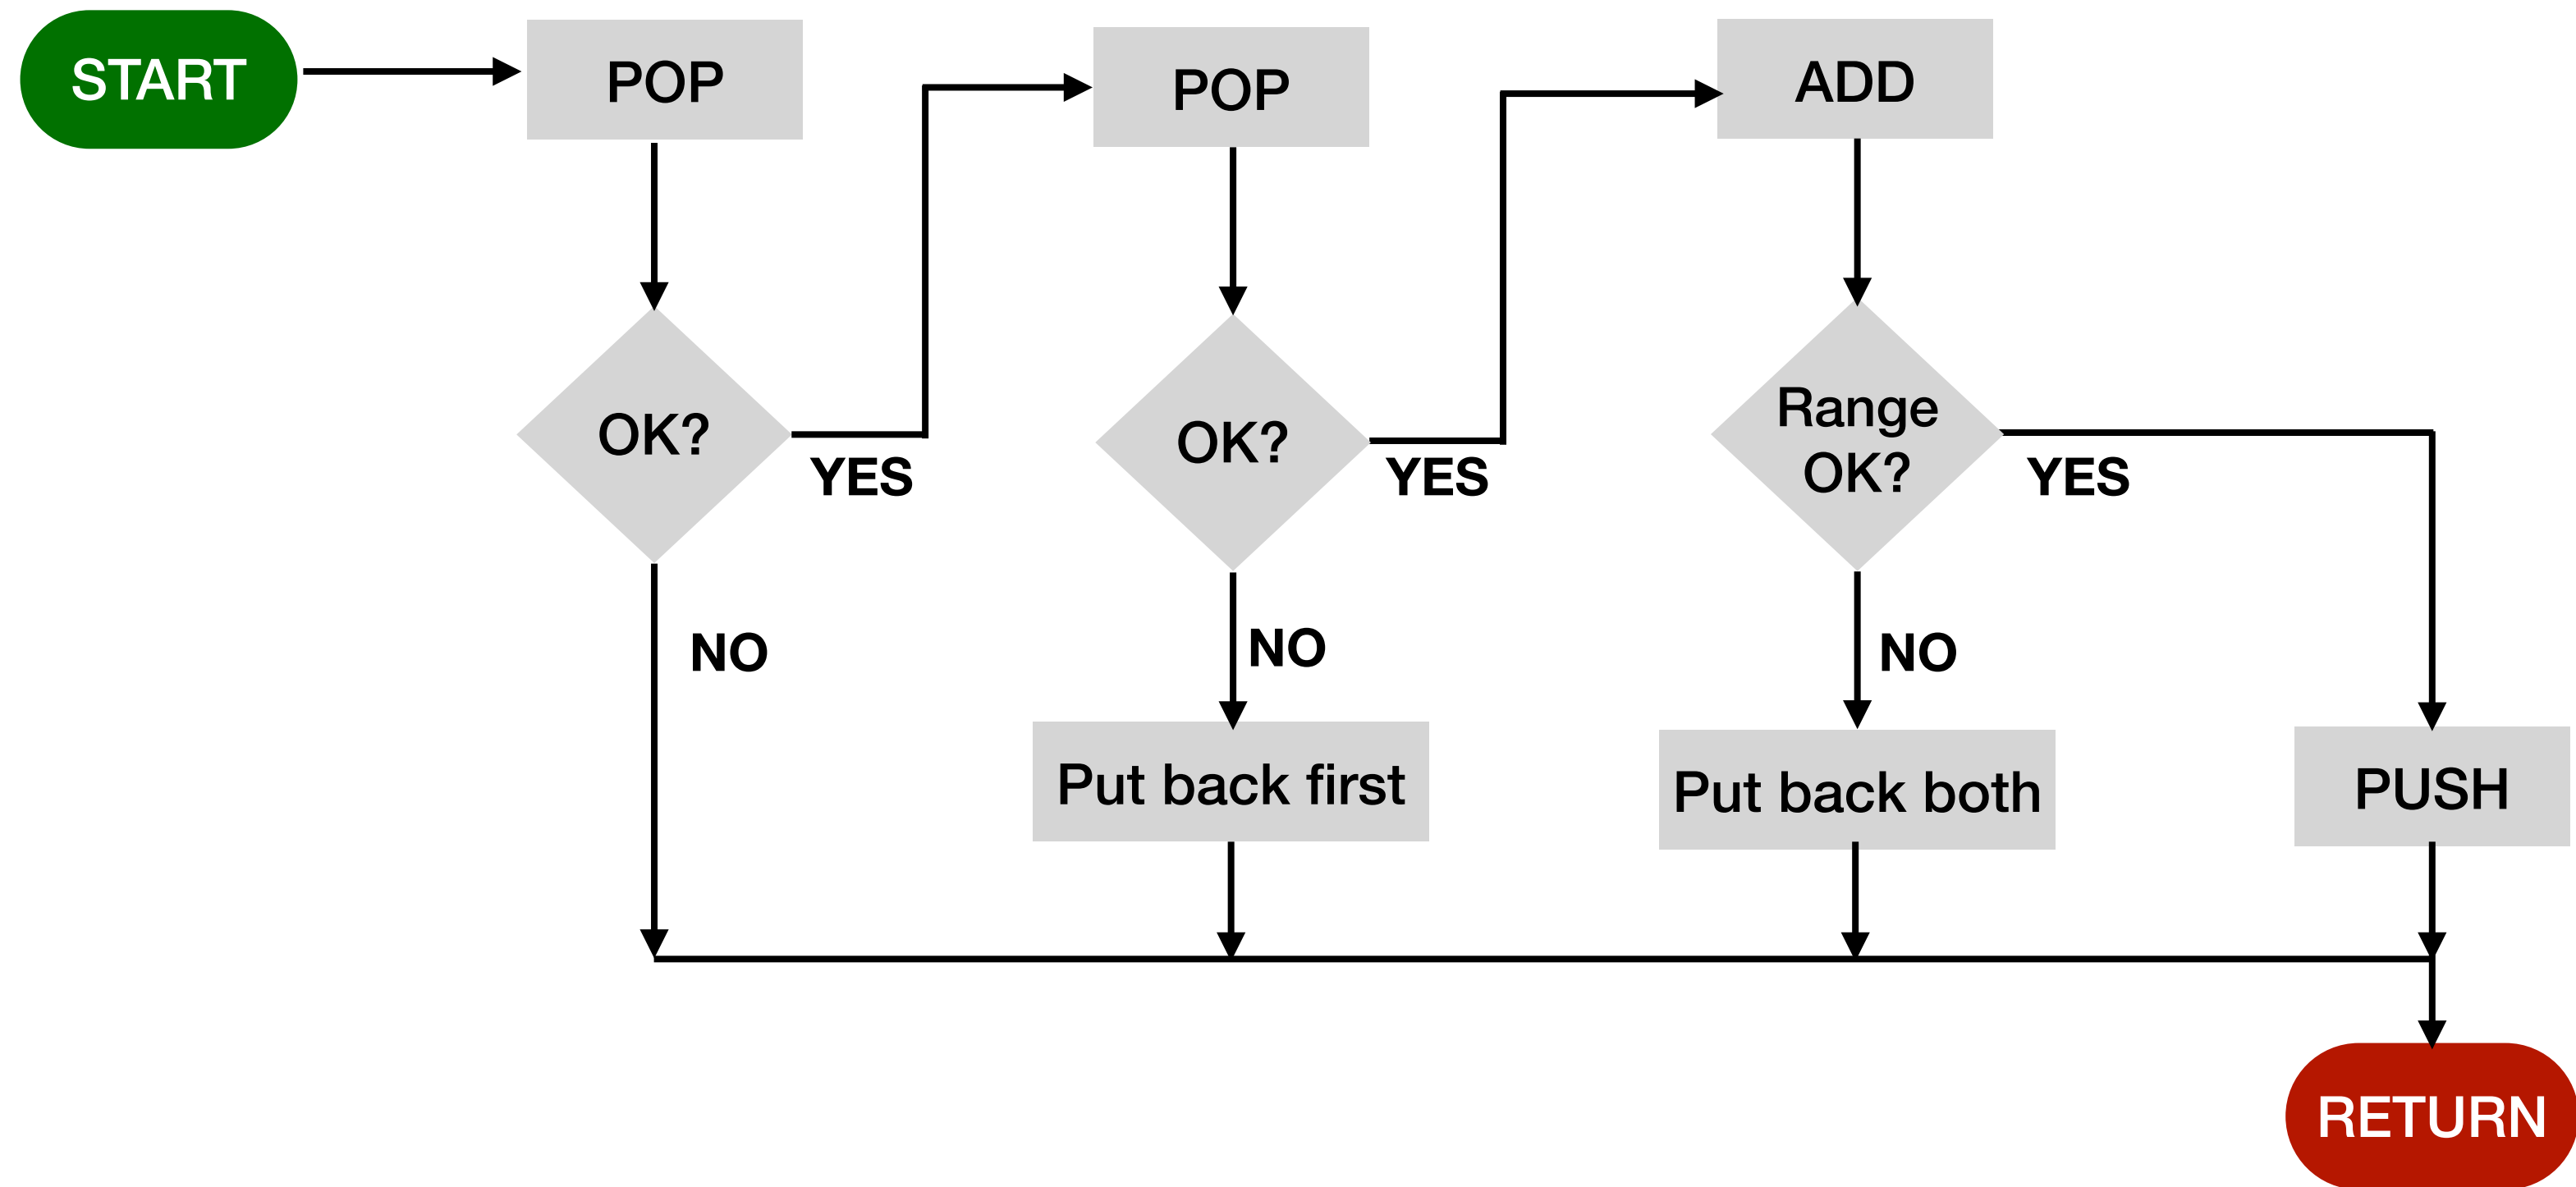 START
POP
POP
ADD
OK?
YES
OK?
YES
Range
OK?
YES
NO
NO
NO
Put back first
Put back both
PUSH
RETURN